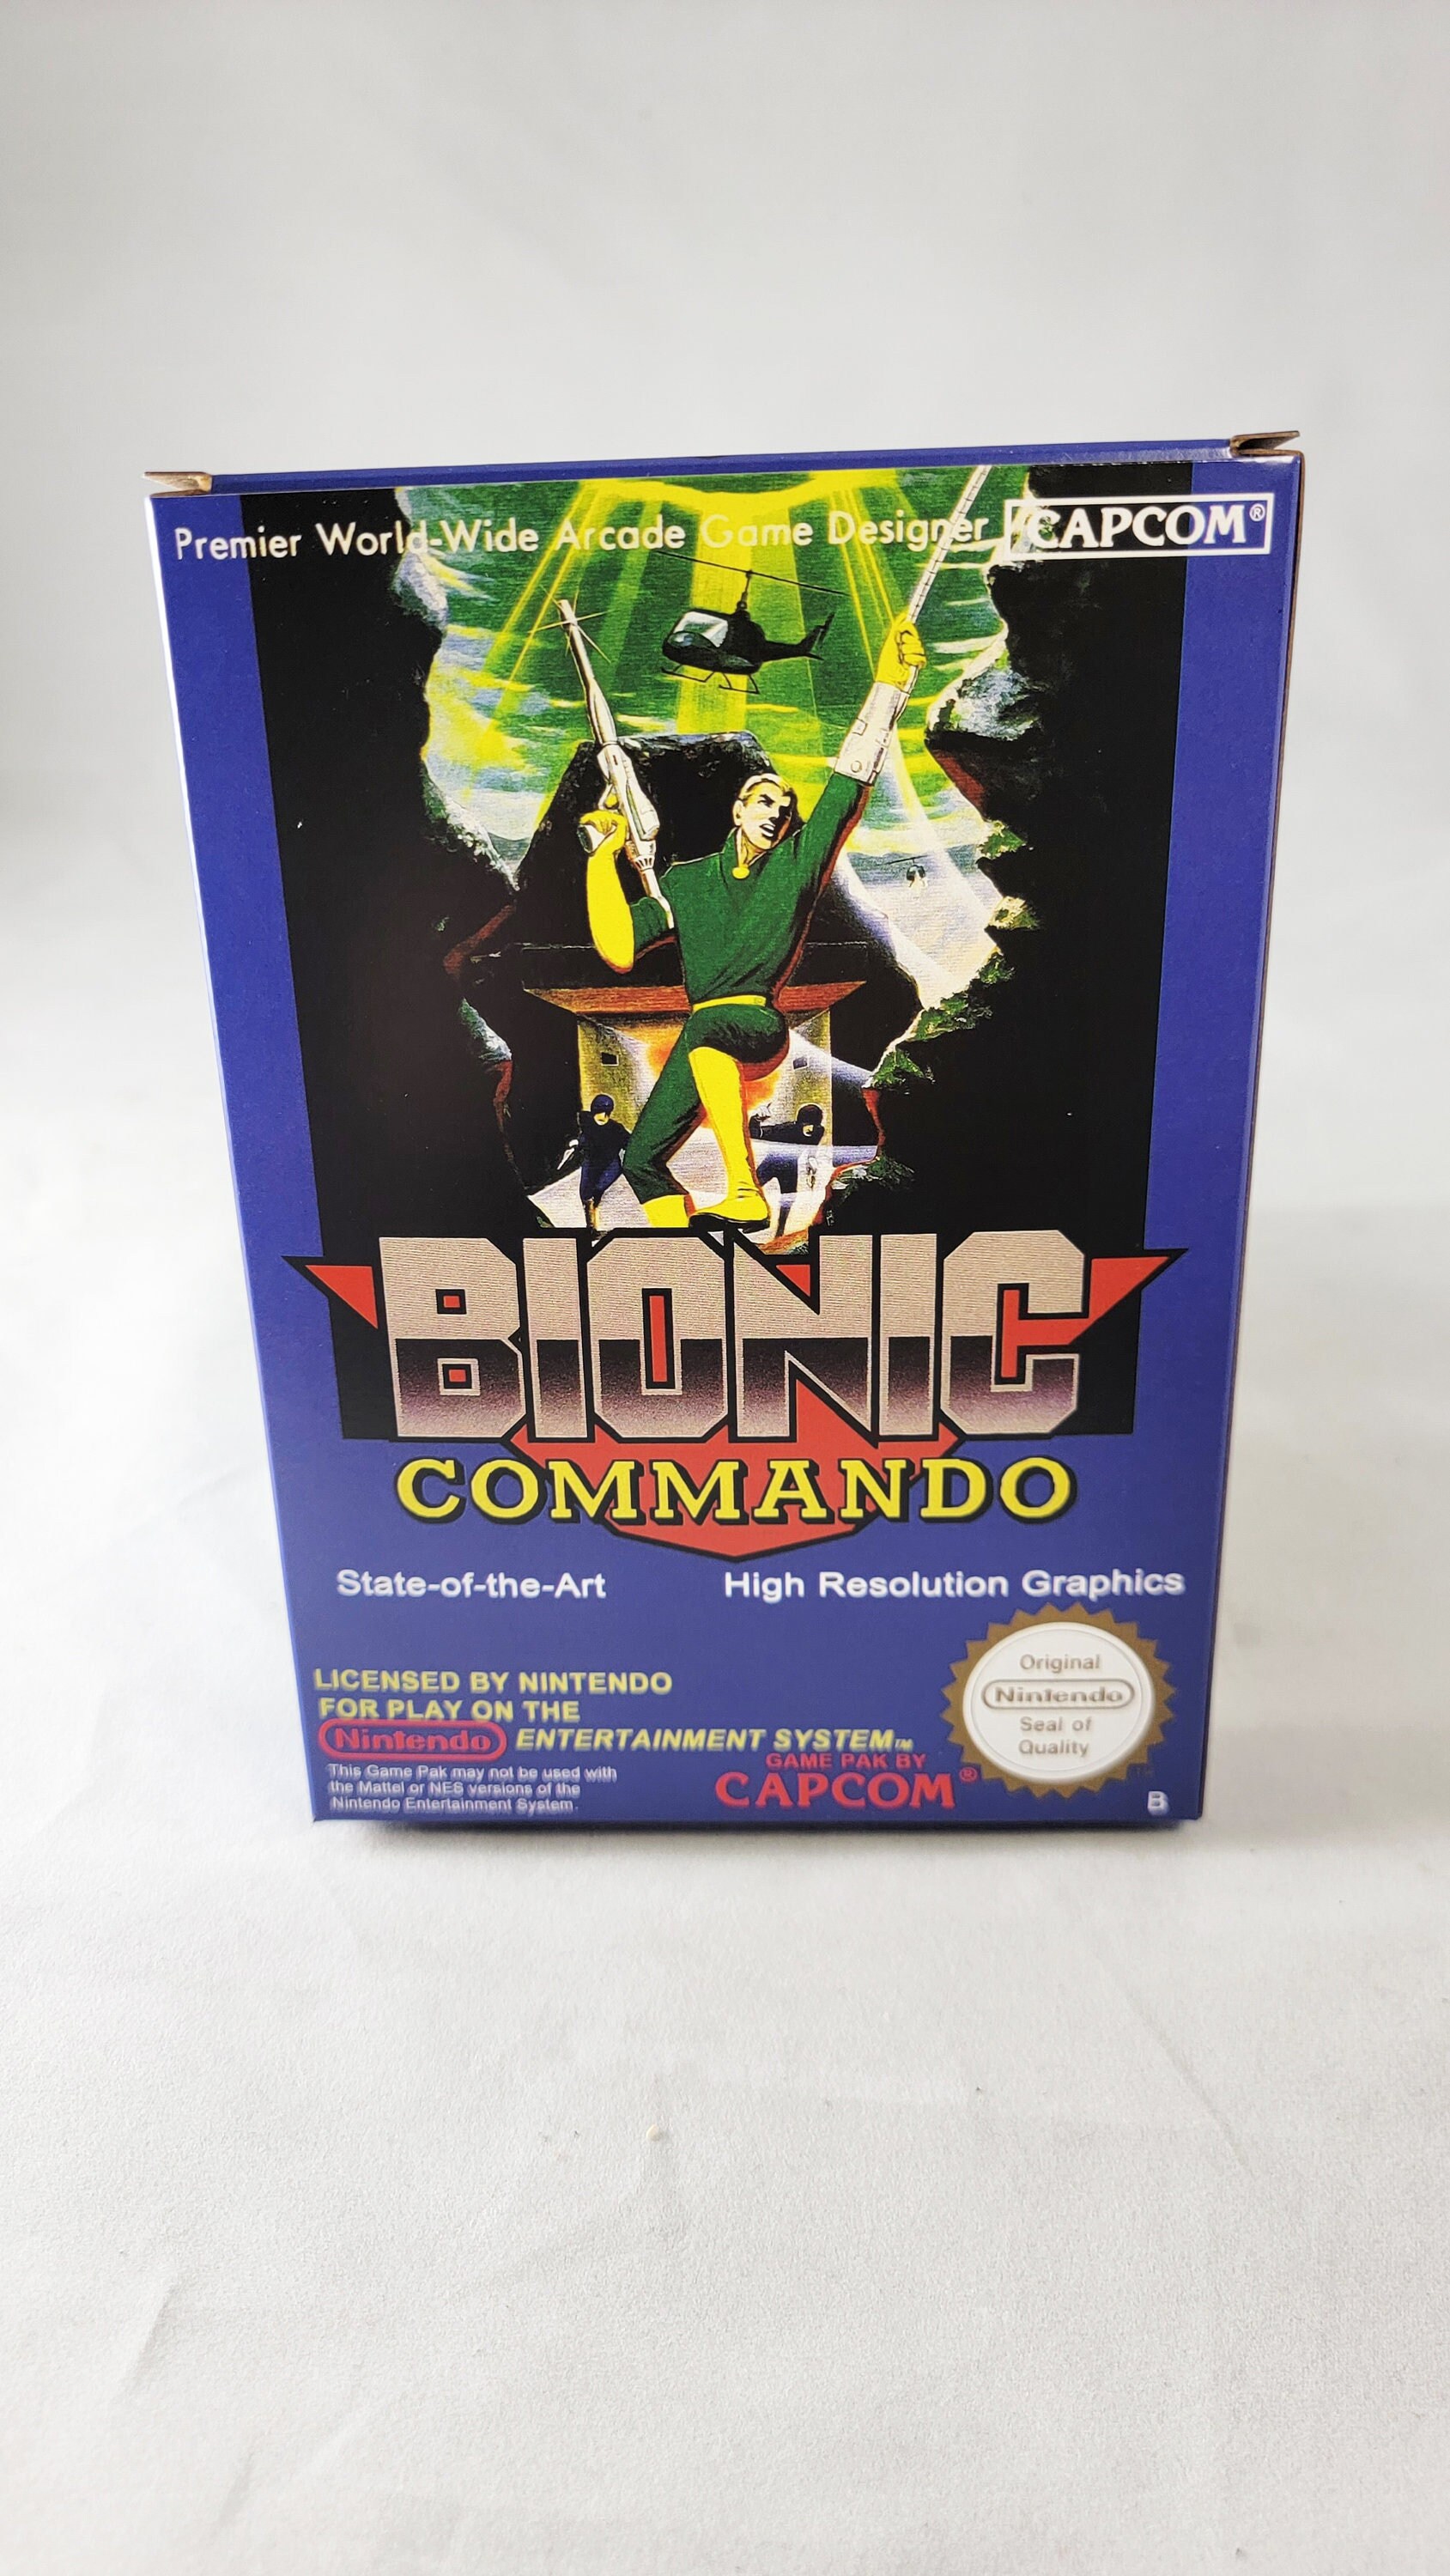 Premier World-Wide Arcade Game Designer CAPCOM®
BIONIC
COMMANDO
State-of-the-Art High Resolution Graphics
LICENSED BY NINTENDO
FOR PLAY ON THE
Nintendo ENTERTAINMENT SYSTEM™
This Game Pak may not be used with
the Mattel or NES versions of the
Nintendo Entertainment System.
GAME PAK BY
CAPCOM®
Original
Nintendo
Seal of
Quality
TM
B